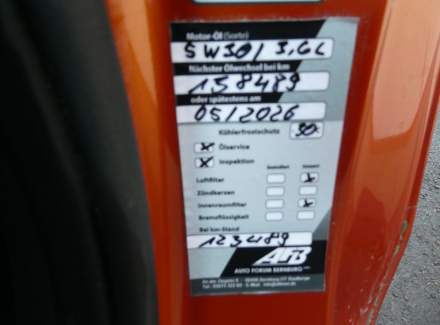 Motor-Öl (Sorte)
5W30/ 3,6L
Nächster Ölwechsel bei km
158489
oder spätestens am
05/2026
Kühlerfrostschutz -30°
x Ölservice
x Inspektion
Luftfilter x
Zündkerzen
Innenraumfilter x
Bremsflüssigkeit
Bei km-Stand
123489
AFB
AUTO FORUM BERNBURG